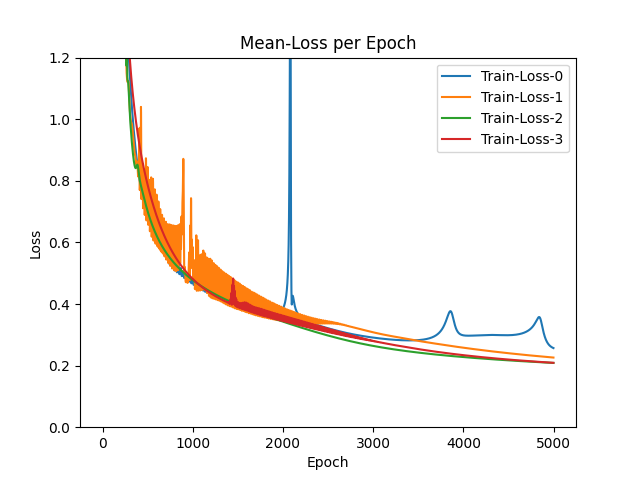 Mean-Loss per Epoch
Train-Loss-0
Train-Loss-1
Train-Loss-2
Train-Loss-3
Loss
1.2
1.0
0.8
0.6
0.4
0.2
0.0
0
1000
2000
3000
4000
5000
Epoch